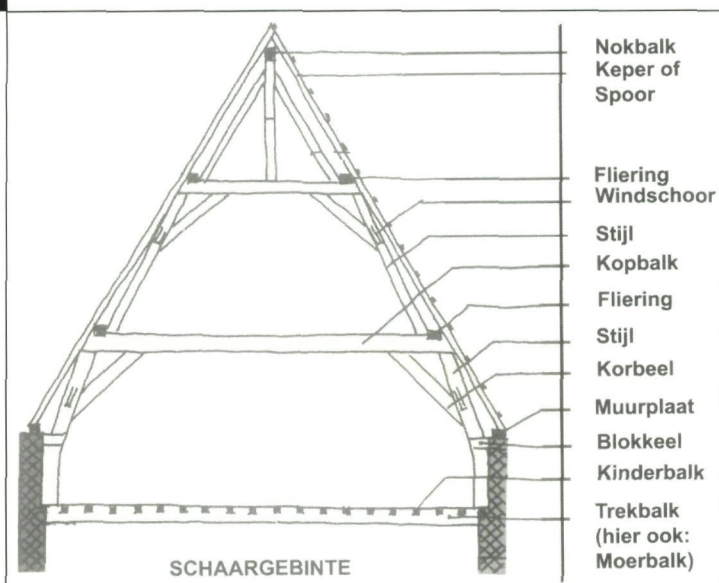 Nokbalk
Keper of
Spoor
Fliering
Windschoor
Stijl
Kopbalk
Fliering
Stijl
Korbeel
Muurplaat
Blokkeel
Kinderbalk
Trekbalk
(hier ook:
Moerbalk)
SCHAARGEBINTE